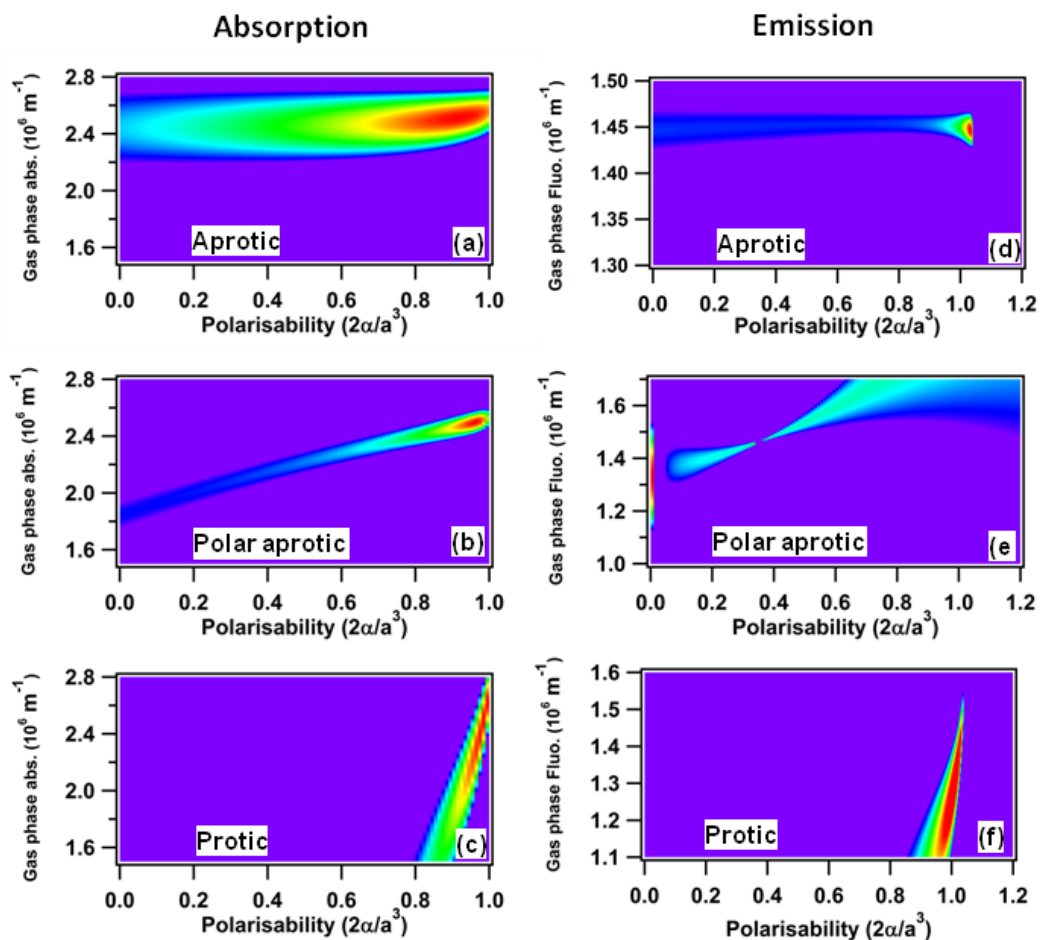 Absorption
Emission
Gas phase abs. (10⁶ m⁻¹)
2.8
2.4
2.0
1.6
Aprotic
(a)
0.0 0.2 0.4 0.6 0.8 1.0
Polarisability (2α/a³)
Gas phase Fluo. (10⁶ m⁻¹)
1.50
1.45
1.40
1.35
1.30
Aprotic
(d)
0.0 0.2 0.4 0.6 0.8 1.0 1.2
Polarisability (2α/a³)
Gas phase abs. (10⁶ m⁻¹)
2.8
2.4
2.0
1.6
Polar aprotic
(b)
0.0 0.2 0.4 0.6 0.8 1.0
Polarisability (2α/a³)
Gas phase Fluo. (10⁶ m⁻¹)
1.6
1.4
1.2
1.0
Polar aprotic
(e
0.0 0.2 0.4 0.6 0.8 1.0 1.2
Polarisability (2α/a³)
Gas phase abs. (10⁶ m⁻¹)
2.8
2.4
2.0
1.6
Protic
(c)
0.0 0.2 0.4 0.6 0.8 1.0
Polarisability (2α/a³)
Gas phase Fluo. (10⁶ m⁻¹)
1.6
1.5
1.4
1.3
1.2
1.1
Protic
(f)
0.0 0.2 0.4 0.6 0.8 1.0 1.2
Polarisability (2α/a³)